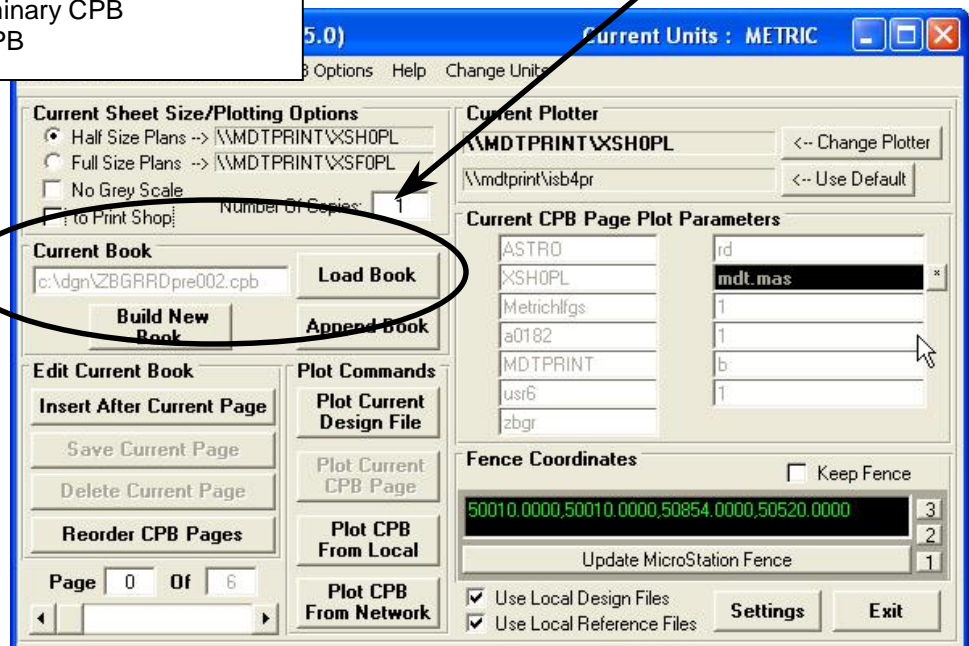 CPB
5.0) Current Units : METRIC
Options Help Change Units
Current Sheet Size/Plotting Options
Half Size Plans --> \\MDTPRINT\XSH0PL
Full Size Plans --> \\MDTPRINT\XSF0PL
No Grey Scale
to Print Shop
Number Of Copies: 1
Current Plotter
\\MDTPRINT\XSH0PL
<-- Change Plotter
\\mdtprint\isb4pr
<-- Use Default
Current Book
c:\dgn\ZBGRRDpre002.cpb
Load Book
Build New
Book
Append Book
Current CPB Page Plot Parameters
ASTRO rd
XSH0PL mdt.mas *
Metrichlfgs 1
a0182 1
MDTPRINT b
usr6 1
zbgr
Edit Current Book
Insert After Current Page
Save Current Page
Delete Current Page
Reorder CPB Pages
Page 0 Of 6
Plot Commands
Plot Current
Design File
Plot Current
CPB Page
Plot CPB
From Local
Plot CPB
From Network
Fence Coordinates
Keep Fence
50010.0000,50010.0000,50854.0000,50520.0000
3
2
1
Update MicroStation Fence
Use Local Design Files
Use Local Reference Files
Settings
Exit